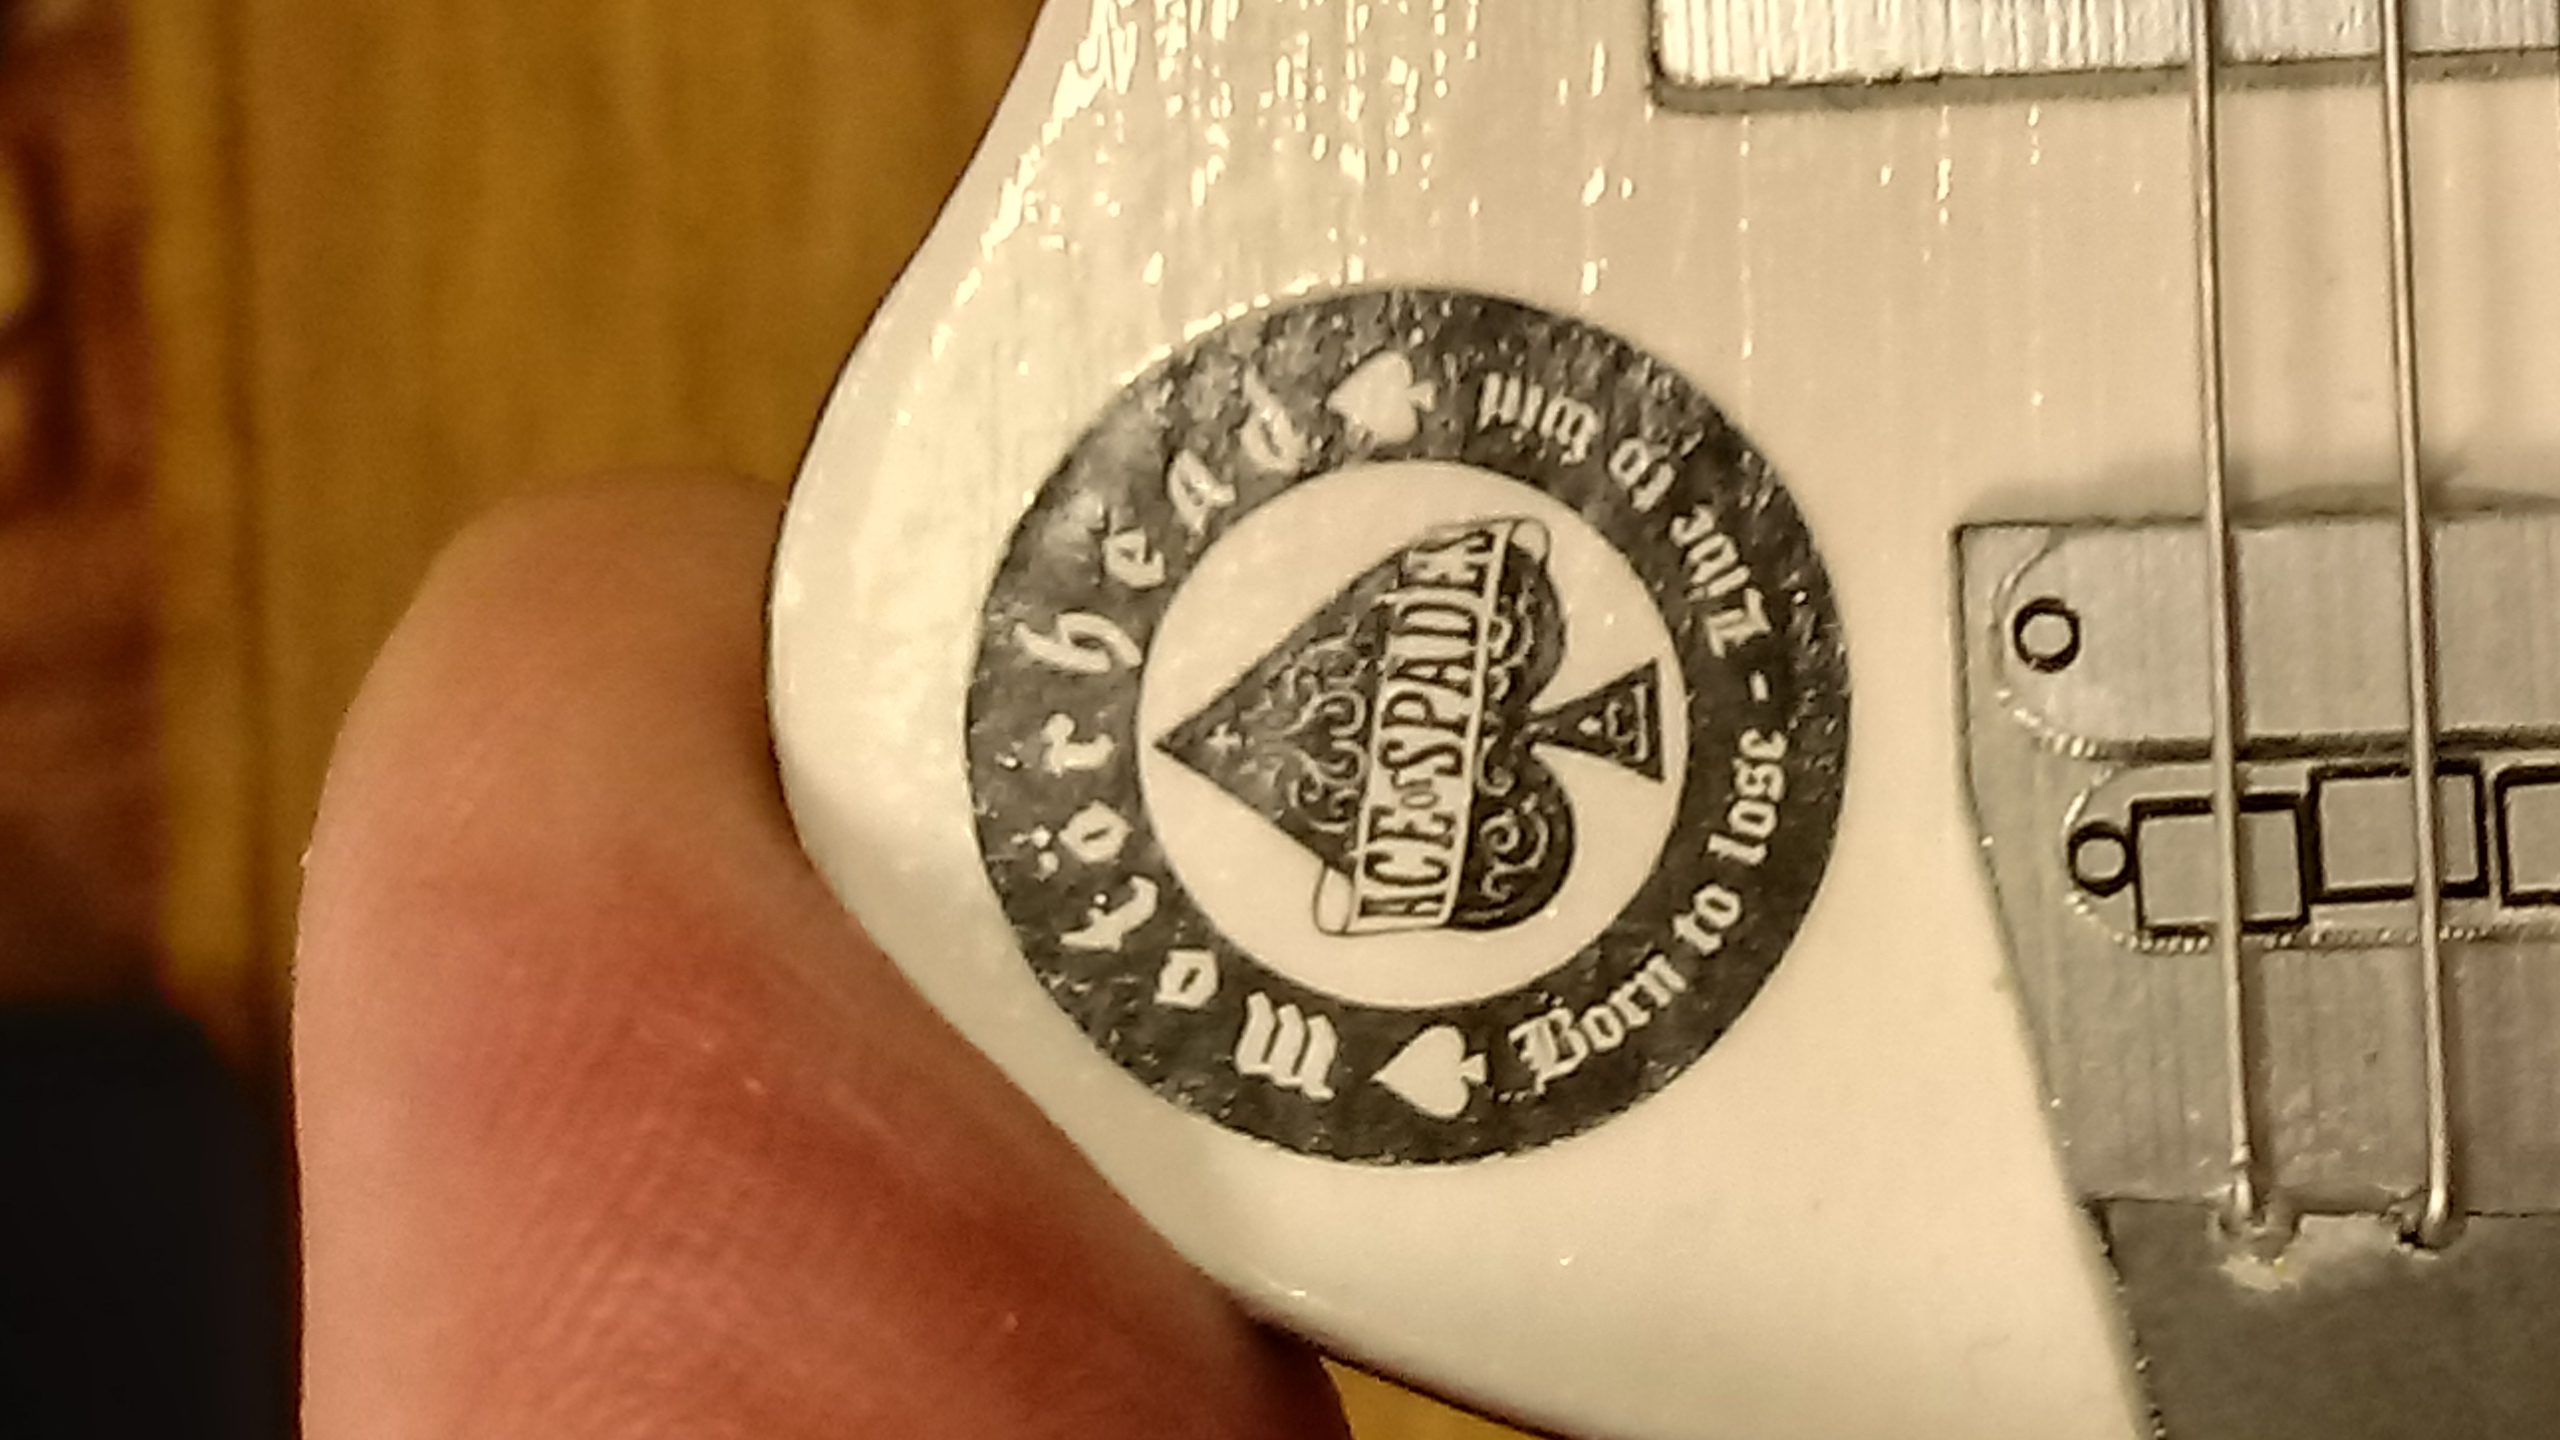 Motörhead
ACE OF SPADES
Born to lose - Live to win